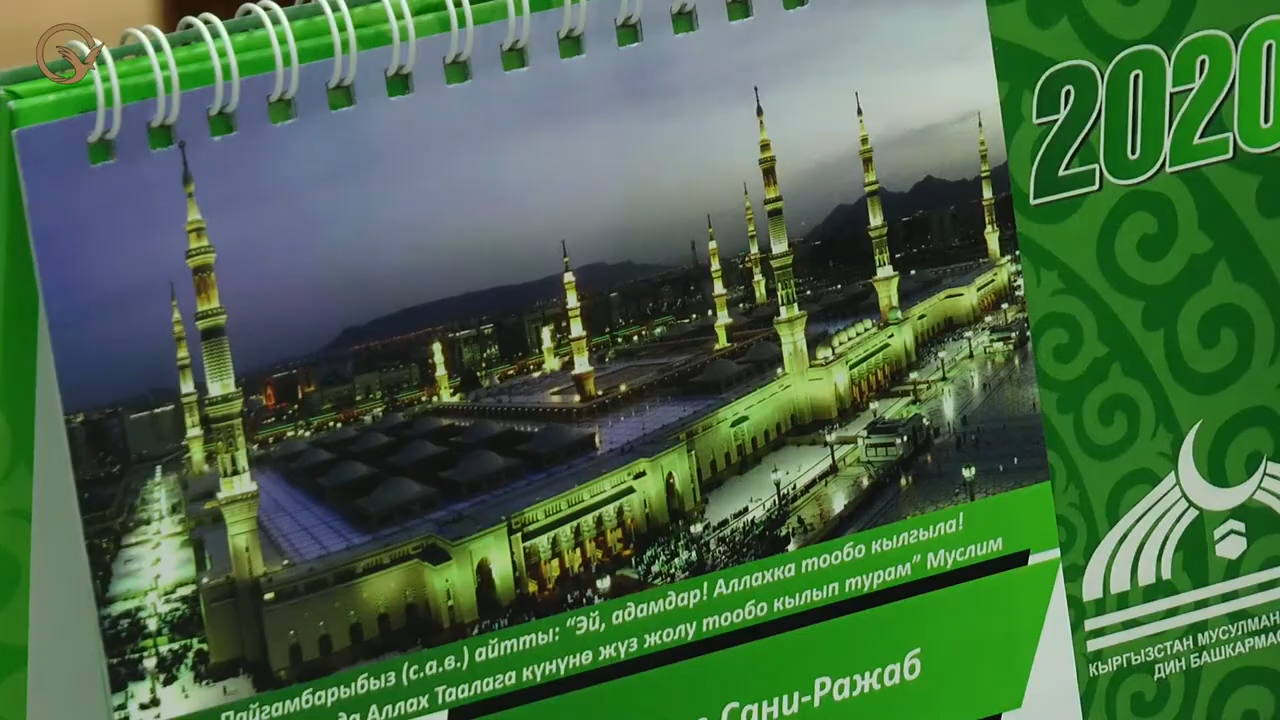 2020
Пайгамбарыбыз (с.а.в.) айтты: “Эй, адамдар! Аллахка тообо кылгыла!
Аллах Таалага күнүнө жүз жолу тообо кылып турам” Муслим
Сани-Ражаб
КЫРГЫЗСТАН МУСУЛМАН
ДИН БАШКАРМА